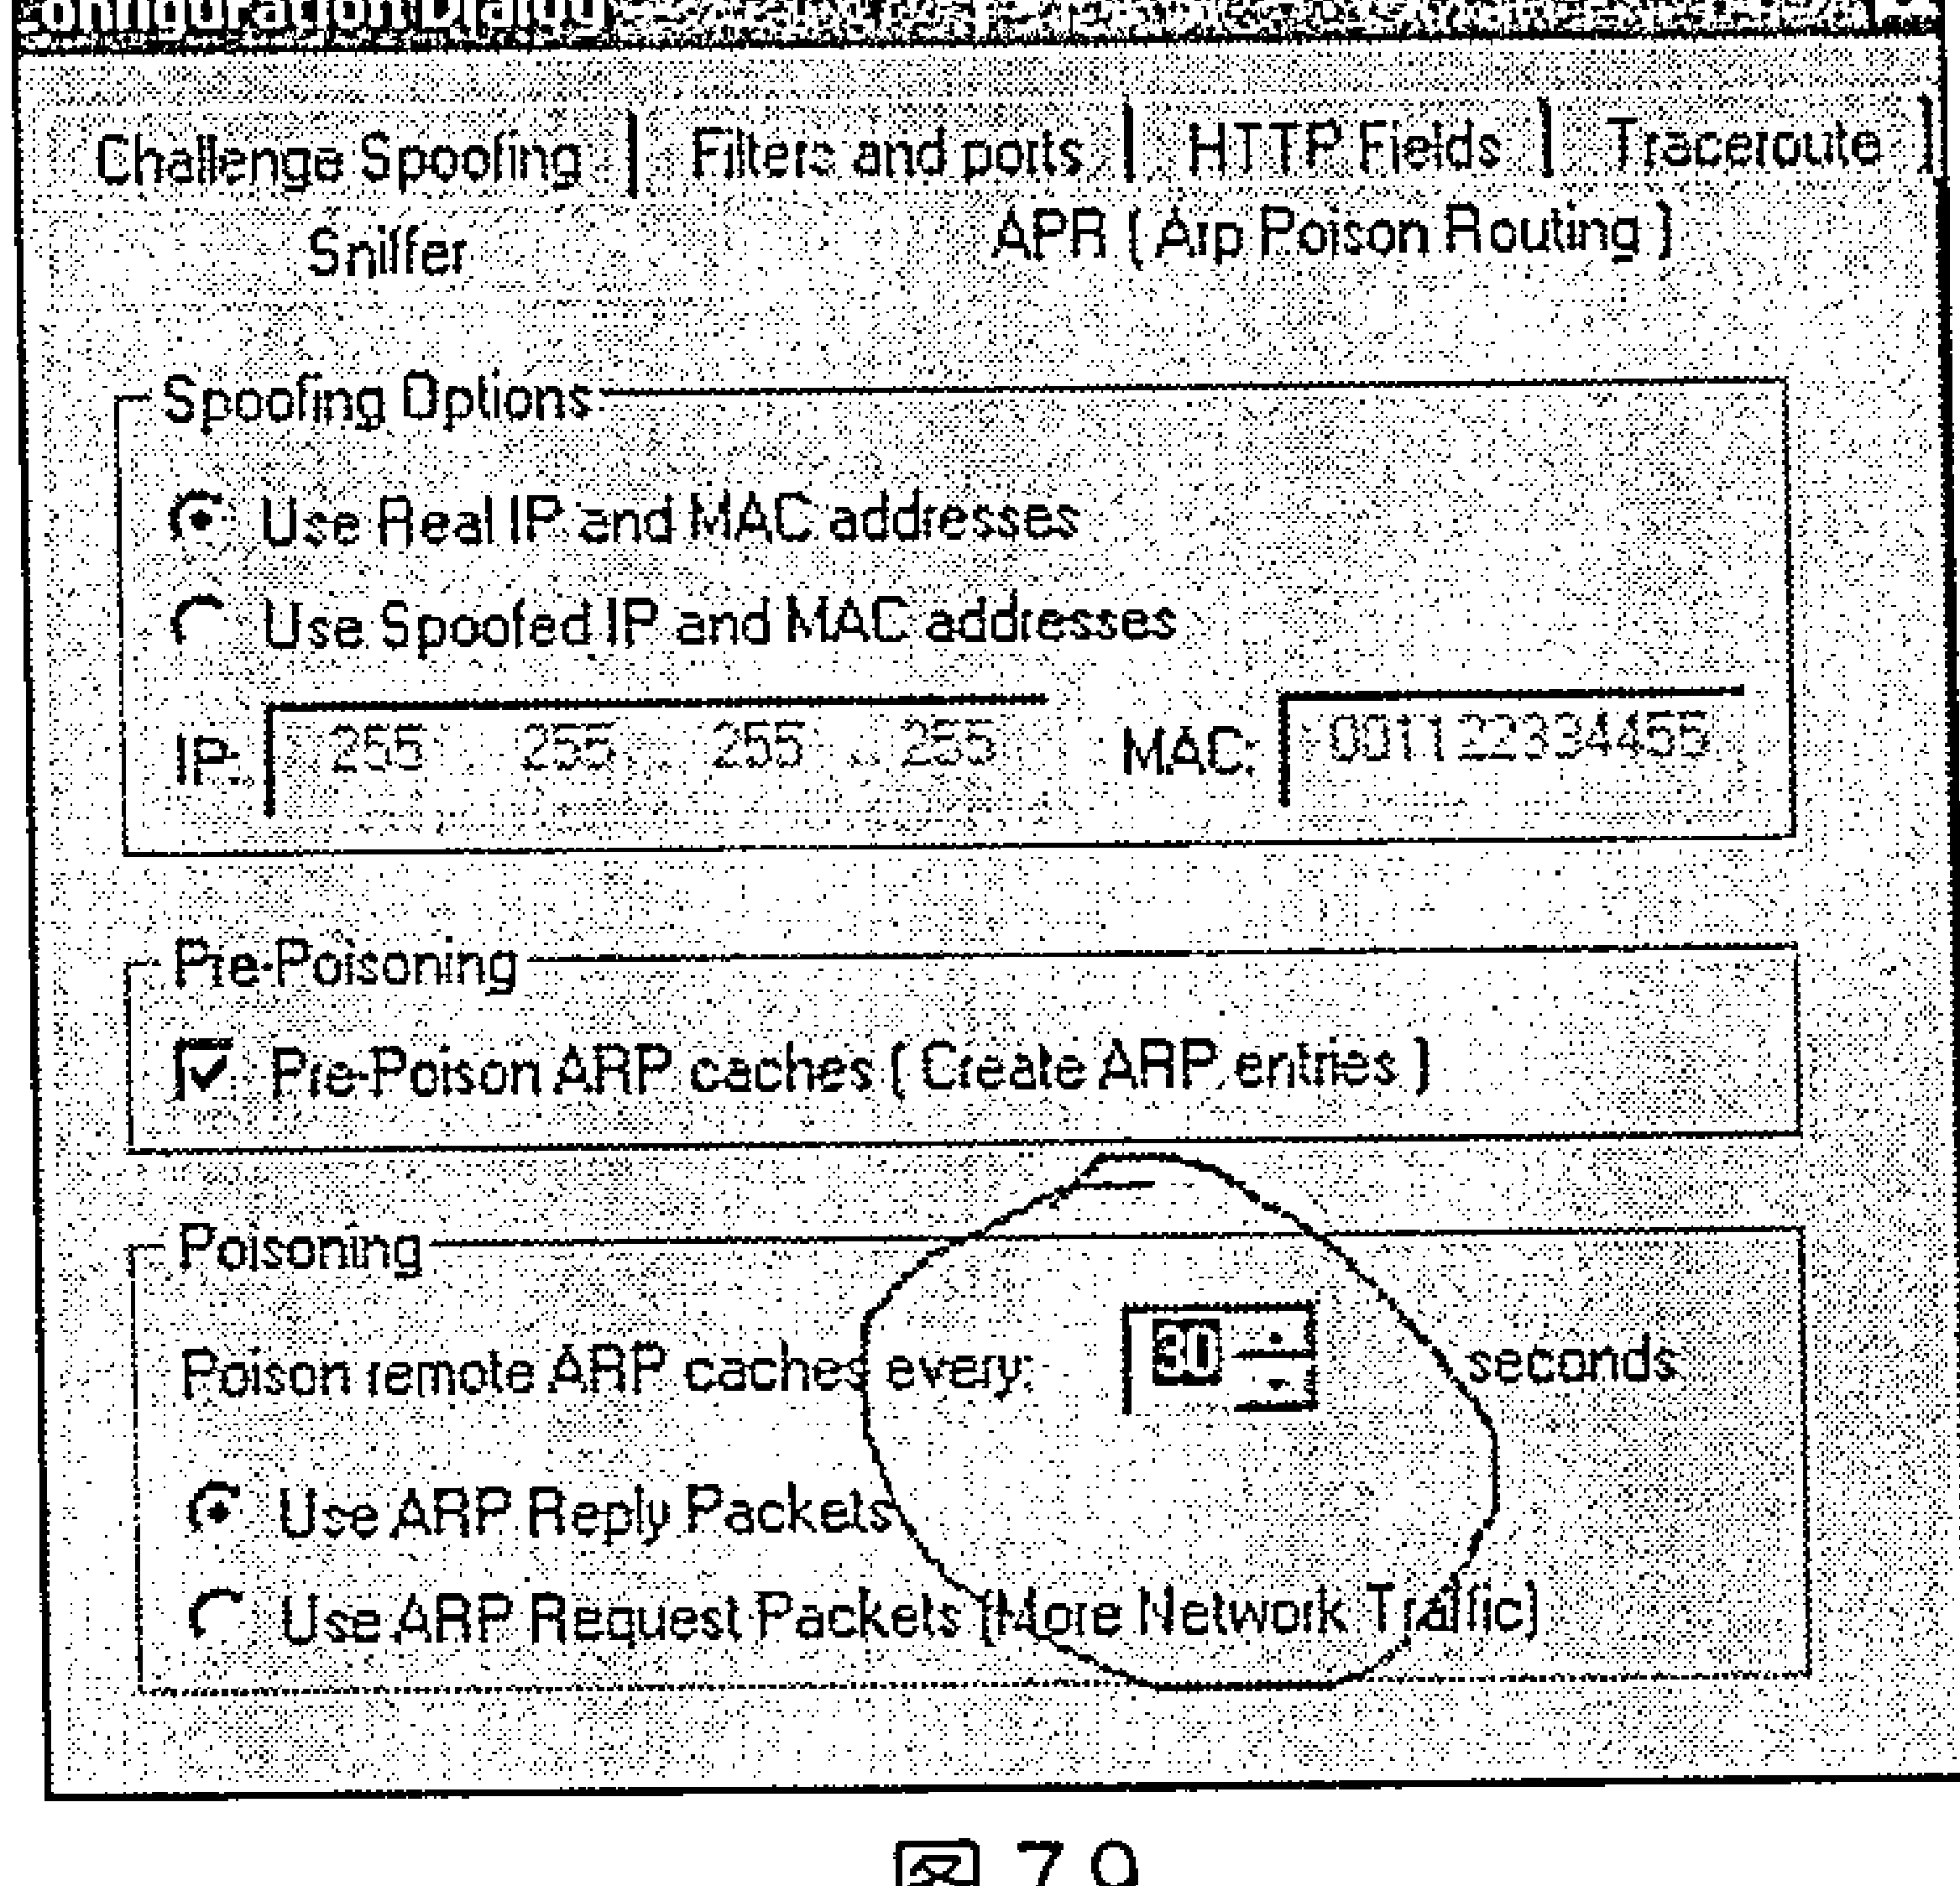 Configuration Dialog
Challenge Spoofing | Filters and ports | HTTP Fields | Traceroute
Sniffer APR ( Arp Poison Routing )
Spoofing Options
Use Real IP and MAC addresses
Use Spoofed IP and MAC addresses
IP: 255 . 255 . 255 . 255 MAC: 001122334455
Pre-Poisoning
Pre-Poison ARP caches ( Create ARP entries )
Poisoning
Poison remote ARP caches every: 30 seconds
Use ARP Reply Packets
Use ARP Request Packets (More Network Traffic)
图